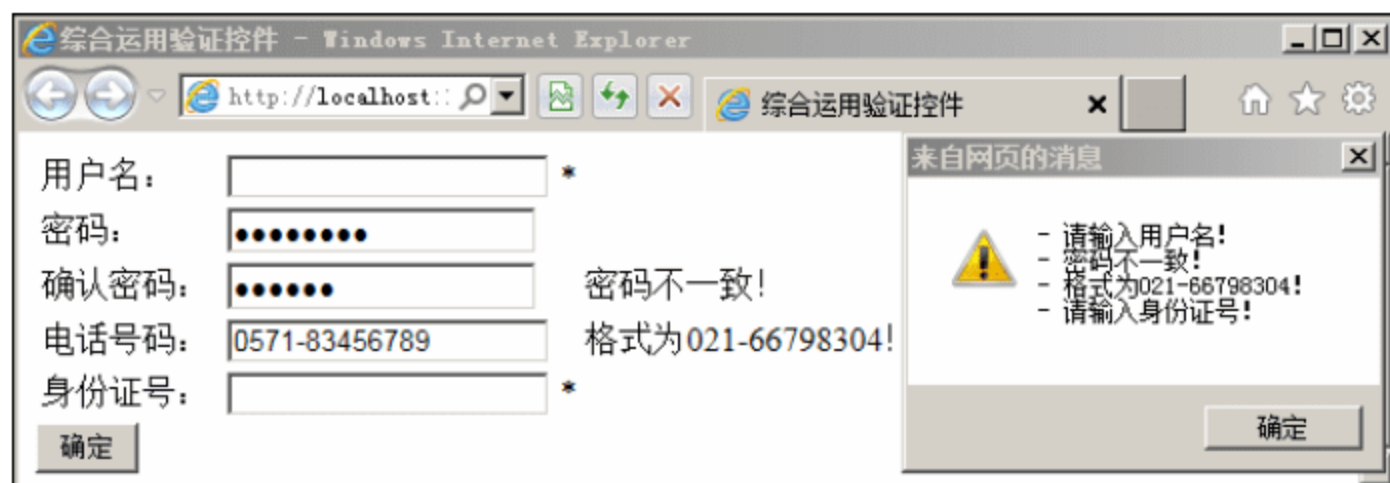 综合运用验证控件 - Windows Internet Explorer
http://localhost::
综合运用验证控件
用户名： *
密码： ●●●●●●●●
确认密码： ●●●●●● 密码不一致！
电话号码： 0571-83456789 格式为021-66798304！
身份证号： *
确定
来自网页的消息
- 请输入用户名!
- 密码不一致!
- 格式为021-66798304!
- 请输入身份证号!
确定